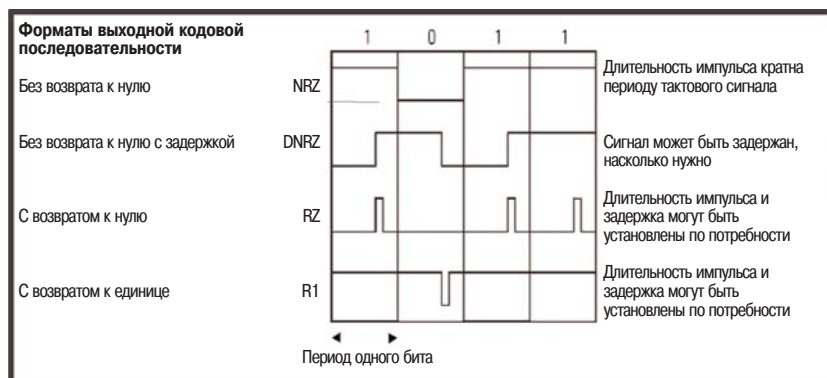 Форматы выходной кодовой
последовательности
1 0 1 1
Без возврата к нулю NRZ
Длительность импульса кратна
периоду тактового сигнала
Без возврата к нулю с задержкой DNRZ
Сигнал может быть задержан,
насколько нужно
С возвратом к нулю RZ
Длительность импульса и
задержка могут быть
установлены по потребности
С возвратом к единице R1
Длительность импульса и
задержка могут быть
установлены по потребности
Период одного бита